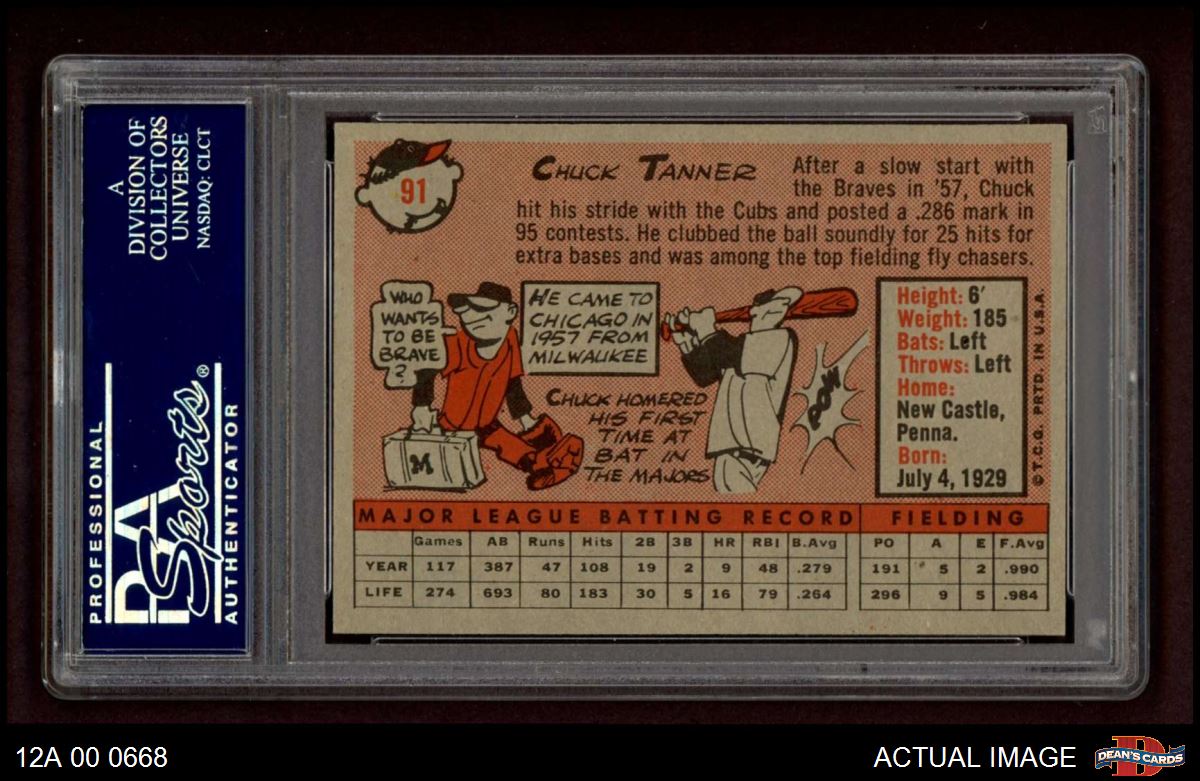 A
DIVISION OF
COLLECTORS
UNIVERSE
NASDAQ: CLCT
PROFESSIONAL
PSA
Sports®
AUTHENTICATOR
91
CHUCK TANNER
After a slow start with
the Braves in '57, Chuck
hit his stride with the Cubs and posted a .286 mark in
95 contests. He clubbed the ball soundly for 25 hits for
extra bases and was among the top fielding fly chasers.
WHO
WANTS
TO BE
BRAVE
?
M
HE CAME TO
CHICAGO IN
1957 FROM
MILWAUKEE
CHUCK HOMERED
HIS FIRST
TIME AT
BAT IN
THE MAJORS
POW
Height: 6'
Weight: 185
Bats: Left
Throws: Left
Home:
New Castle,
Penna.
Born:
July 4, 1929
© T.C.G. PRTD. IN U.S.A.
MAJOR LEAGUE BATTING RECORD FIELDING
Games AB Runs Hits 2B 3B HR RBI B.Avg PO A E F.Avg
YEAR 117 387 47 108 19 2 9 48 .279 191 5 2 .990
LIFE 274 693 80 183 30 5 16 79 .264 296 9 5 .984
12A 00 0668
ACTUAL IMAGE
D
DEAN'S CARDS